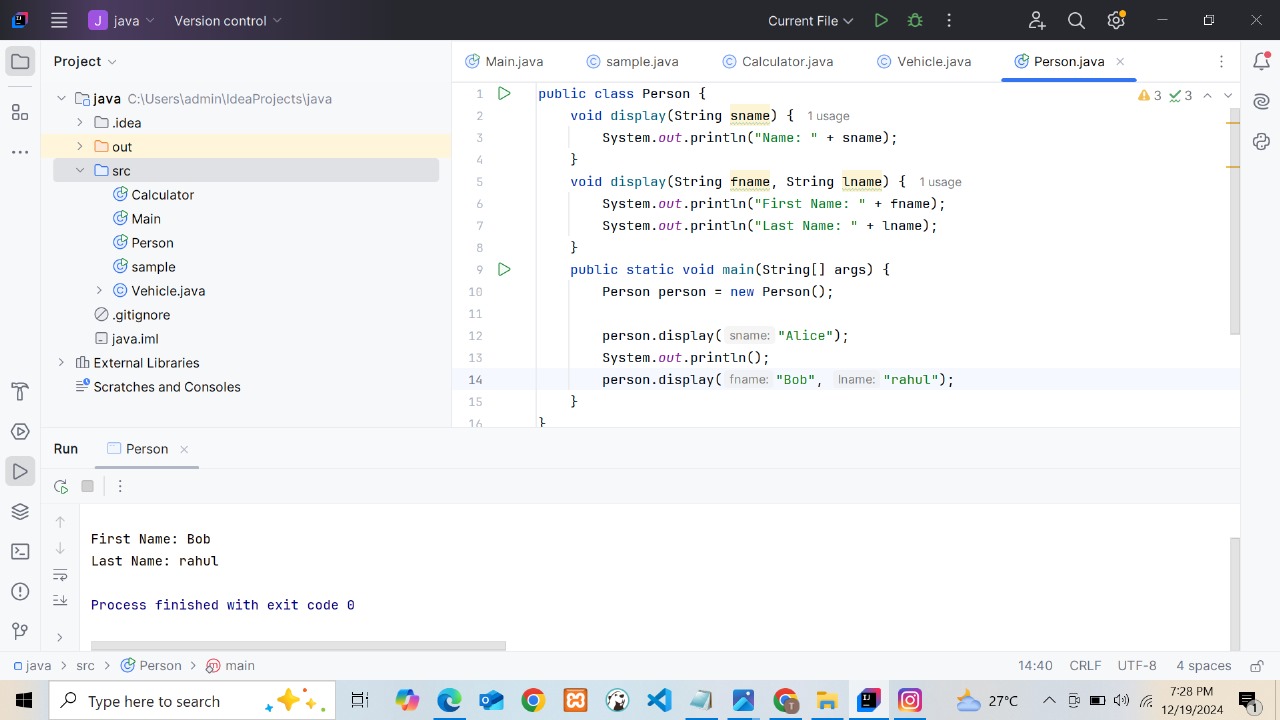 J java Version control Current File
Project
Main.java sample.java Calculator.java Vehicle.java Person.java
java C:\Users\admin\IdeaProjects\java
.idea
out
src
Calculator
Main
Person
sample
Vehicle.java
.gitignore
java.iml
External Libraries
Scratches and Consoles
3 3
1 public class Person {
2 void display(String sname) { 1 usage
3 System.out.println("Name: " + sname);
4 }
5 void display(String fname, String lname) { 1 usage
6 System.out.println("First Name: " + fname);
7 System.out.println("Last Name: " + lname);
8 }
9 public static void main(String[] args) {
10 Person person = new Person();
11
12 person.display( sname: "Alice");
13 System.out.println();
14 person.display( fname: "Bob", lname: "rahul");
15 }
16 }
Run Person
First Name: Bob
Last Name: rahul
Process finished with exit code 0
java > src > Person > main 14:40 CRLF UTF-8 4 spaces
Type here to search 27°C 7:28 PM
12/19/2024 1